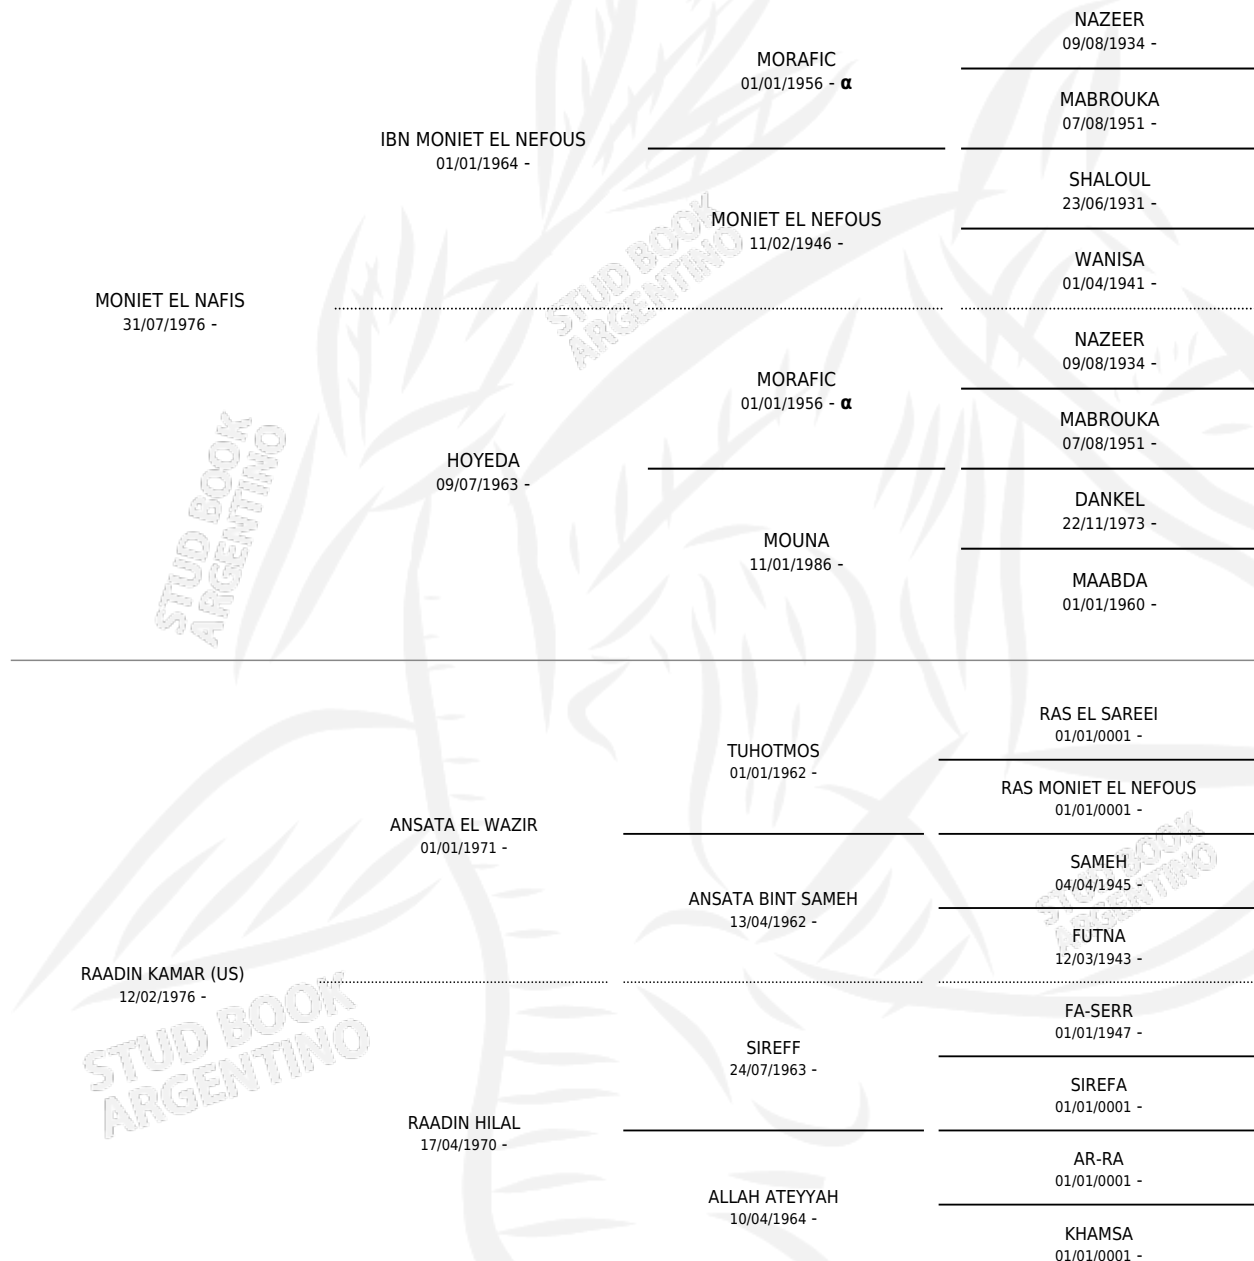 NAZEER
09/08/1934 -
MORAFIC
01/01/1956 - α
MABROUKA
07/08/1951 -
IBN MONIET EL NEFOUS
01/01/1964 -
SHALOUL
23/06/1931 -
MONIET EL NEFOUS
11/02/1946 -
WANISA
01/04/1941 -
MONIET EL NAFIS
31/07/1976 -
NAZEER
09/08/1934 -
MORAFIC
01/01/1956 - α
MABROUKA
07/08/1951 -
HOYEDA
09/07/1963 -
DANKEL
22/11/1973 -
MOUNA
11/01/1986 -
MAABDA
01/01/1960 -
RAS EL SAREEI
01/01/0001 -
TUHOTMOS
01/01/1962 -
RAS MONIET EL NEFOUS
01/01/0001 -
ANSATA EL WAZIR
01/01/1971 -
SAMEH
04/04/1945 -
ANSATA BINT SAMEH
13/04/1962 -
FUTNA
12/03/1943 -
RAADIN KAMAR (US)
12/02/1976 -
FA-SERR
01/01/1947 -
SIREFF
24/07/1963 -
SIREFA
01/01/0001 -
RAADIN HILAL
17/04/1970 -
AR-RA
01/01/0001 -
ALLAH ATEYYAH
10/04/1964 -
KHAMSA
01/01/0001 -
STUD BOOK
ARGENTINO
STUD BOOK
ARGENTINO
STUD BOOK
ARGENTINO
STUD BOOK
ARGENTINO